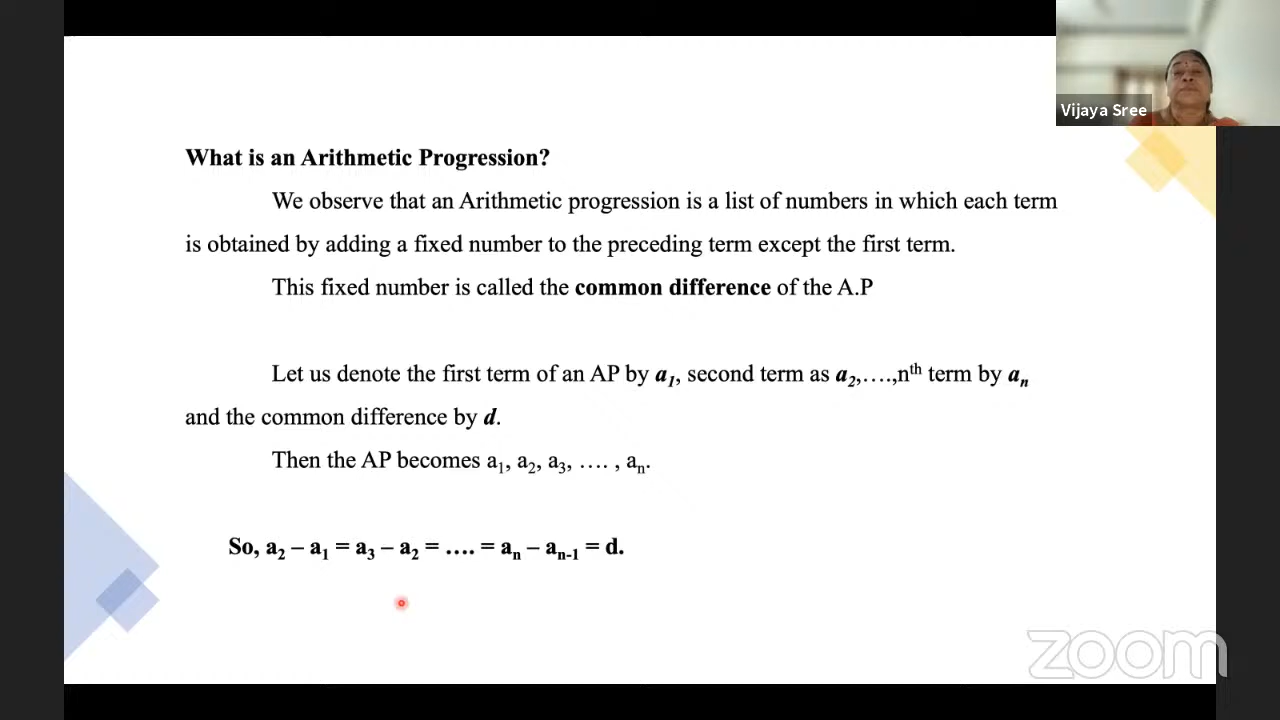 Vijaya Sree
What is an Arithmetic Progression?
We observe that an Arithmetic progression is a list of numbers in which each term
is obtained by adding a fixed number to the preceding term except the first term.
This fixed number is called the common difference of the A.P
Let us denote the first term of an AP by a₁, second term as a₂,….,nᵗʰ term by aₙ
and the common difference by d.
Then the AP becomes a₁, a₂, a₃, …. , aₙ.
So, a₂ – a₁ = a₃ – a₂ = …. = aₙ – aₙ₋₁ = d.
zoom